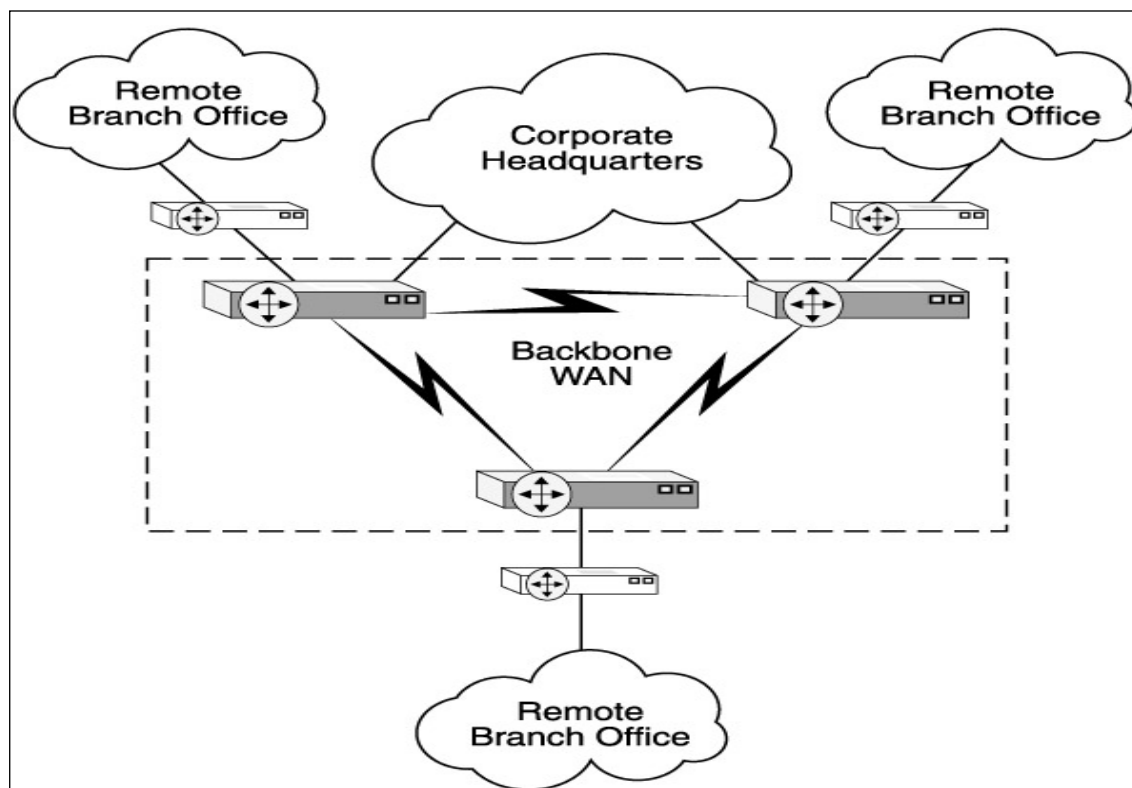 Remote
Branch Office
Corporate
Headquarters
Remote
Branch Office
Backbone
WAN
Remote
Branch Office